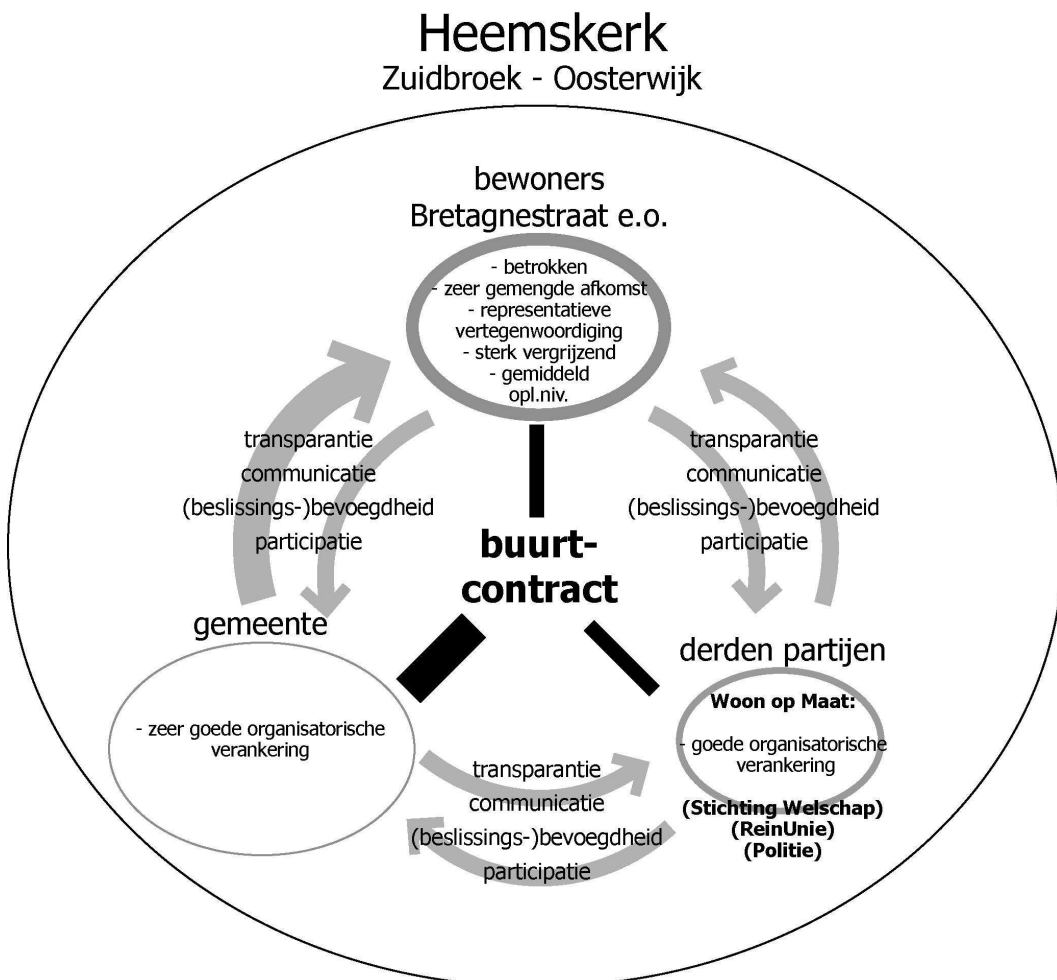 Heemskerk
Zuidbroek - Oosterwijk
bewoners
Bretagnestraat e.o.
- betrokken
- zeer gemengde afkomst
- representatieve
vertegenwoordiging
- sterk vergrijzend
- gemiddeld
opl.niv.
transparantie
communicatie
(beslissings-)bevoegdheid
participatie
transparantie
communicatie
(beslissings-)bevoegdheid
participatie
buurt-
contract
gemeente
- zeer goede organisatorische
verankering
derden partijen
Woon op Maat:
- goede organisatorische
verankering
(Stichting Welschap)
(ReinUnie)
(Politie)
transparantie
communicatie
(beslissings-)bevoegdheid
participatie